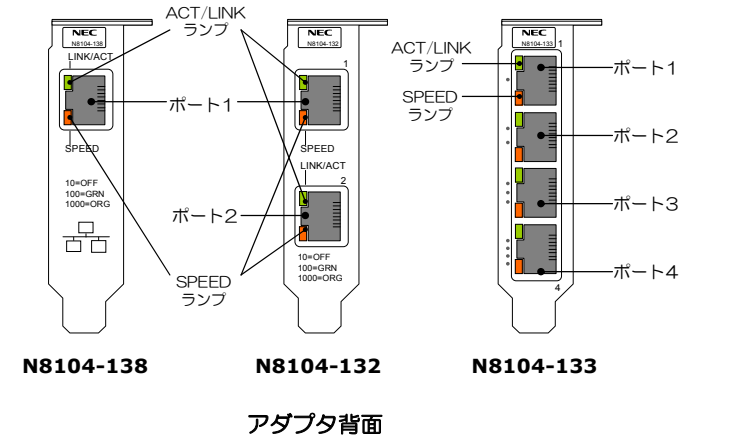 ACT/LINK
ランプ
NEC
N8104-138
LINK/ACT
SPEED
10=OFF
100=GRN
1000=ORG
ポート1
ポート2
SPEED
ランプ
NEC
N8104-132
1
SPEED
LINK/ACT
2
10=OFF
100=GRN
1000=ORG
ACT/LINK
ランプ
SPEED
ランプ
NEC
N8104-133
1
4
ポート1
ポート2
ポート3
ポート4
N8104-138
N8104-132
N8104-133
アダプタ背面